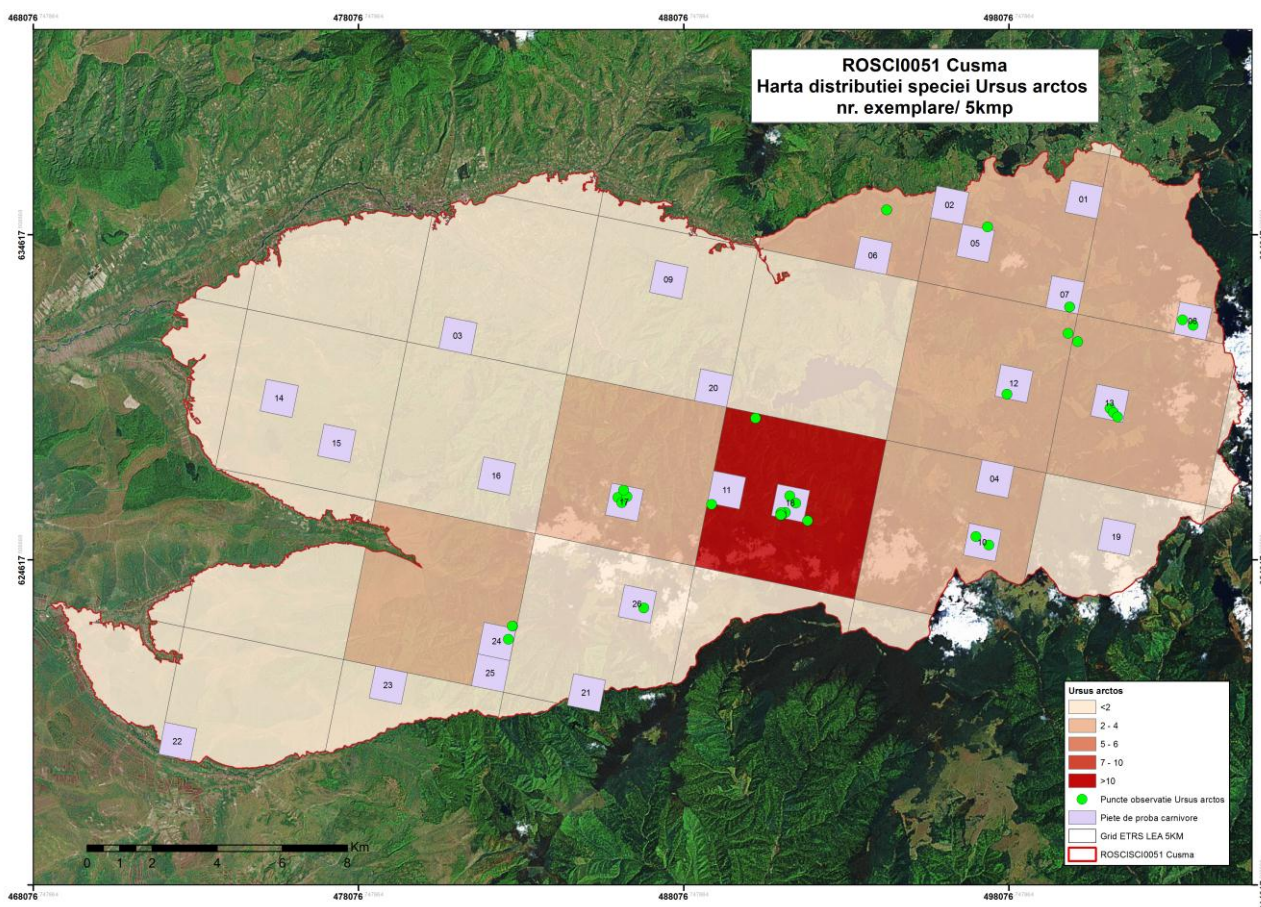 468076
478076
488076
498076
ROSCI0051 Cusma
Harta distributiei speciei Ursus arctos
nr. exemplare/ 5kmp
634617
624617
01
02
05
06
07
09
03
20
12
13
14
15
16
11
04
17
10
19
26
24
25
23
21
22
Ursus arctos
<2
2 - 4
5 - 6
7 - 10
>10
Puncte observatie Ursus arctos
Piete de proba carnivore
Grid ETRS LEA 5KM
ROSCISCI0051 Cusma
Km
0 1 2 4 6 8
468076
478076
488076
498076